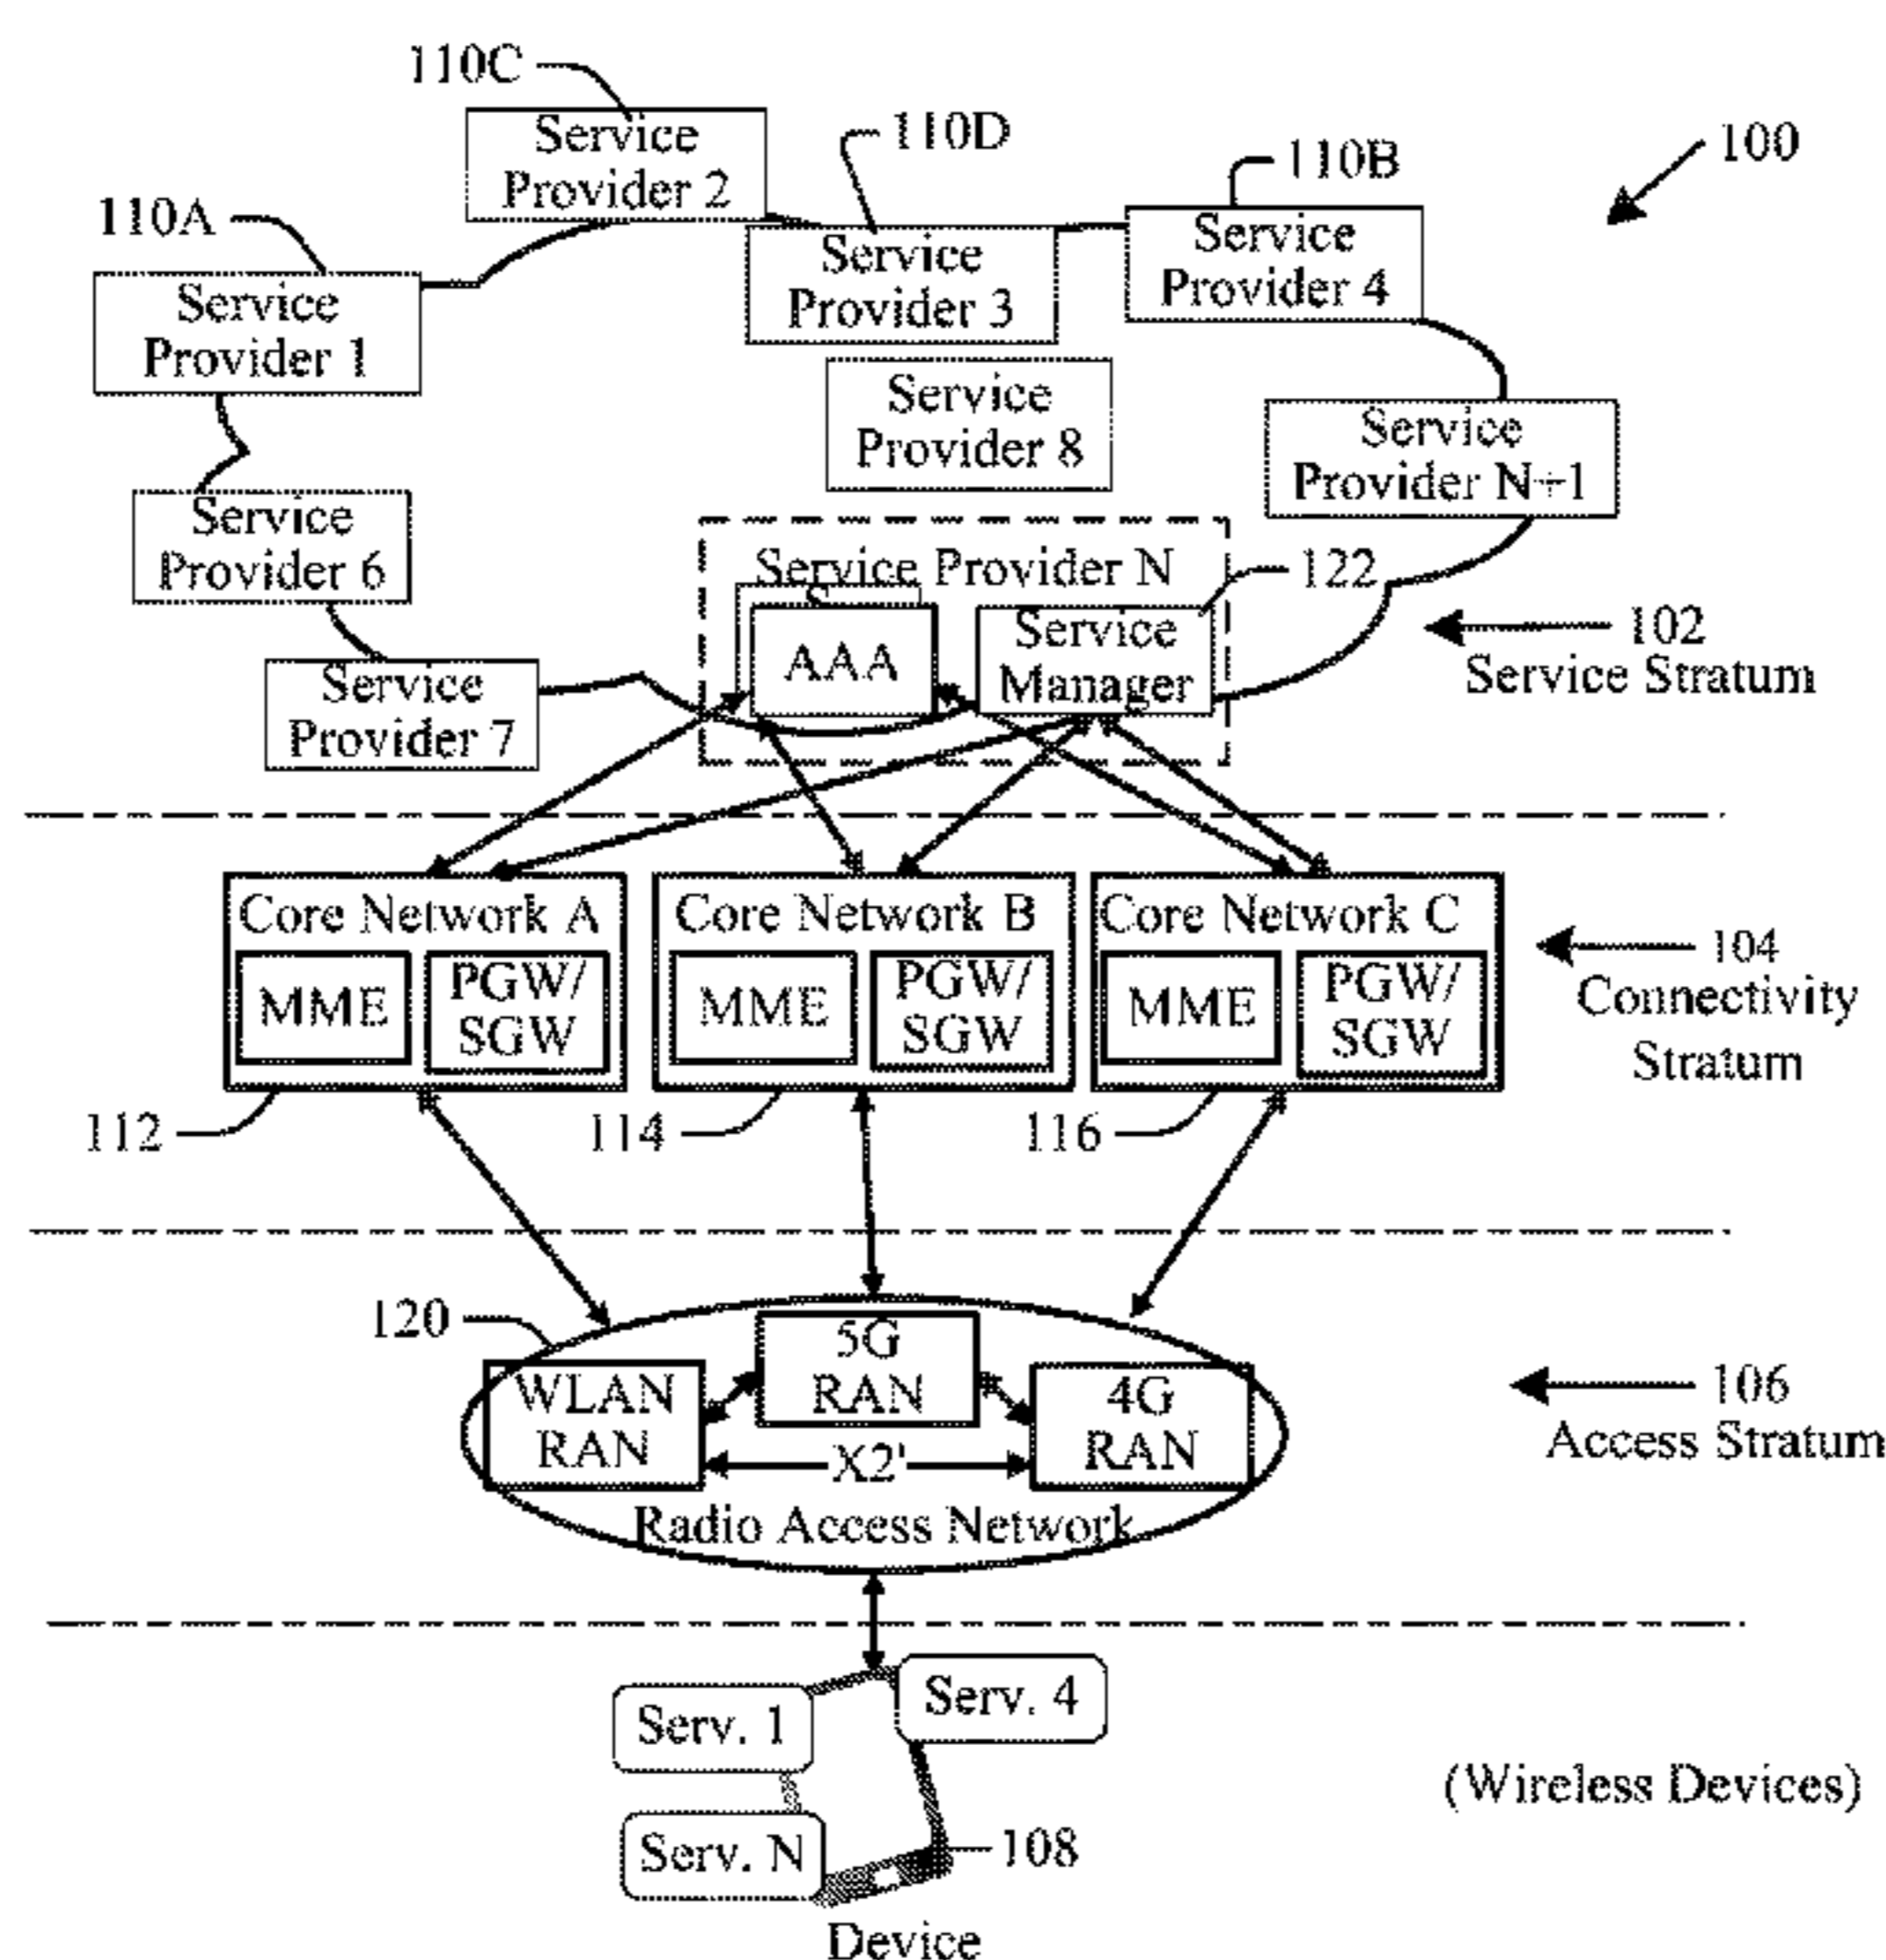 110C
Service
Provider 2
110D
110B
100
110A
Service
Provider 1
Service
Provider 3
Service
Provider 4
Service
Provider 8
Service
Provider N+1
Service
Provider 6
Service Provider N
122
AAA
Service
Manager
102
Service Stratum
Service
Provider 7
Core Network A
MME
PGW/
SGW
Core Network B
MME
PGW/
SGW
Core Network C
MME
PGW/
SGW
104
Connectivity
Stratum
112
114
116
120
WLAN
RAN
5G
RAN
4G
RAN
X2'
Radio Access Network
106
Access Stratum
Serv. 1
Serv. 4
Serv. N
108
Device
(Wireless Devices)